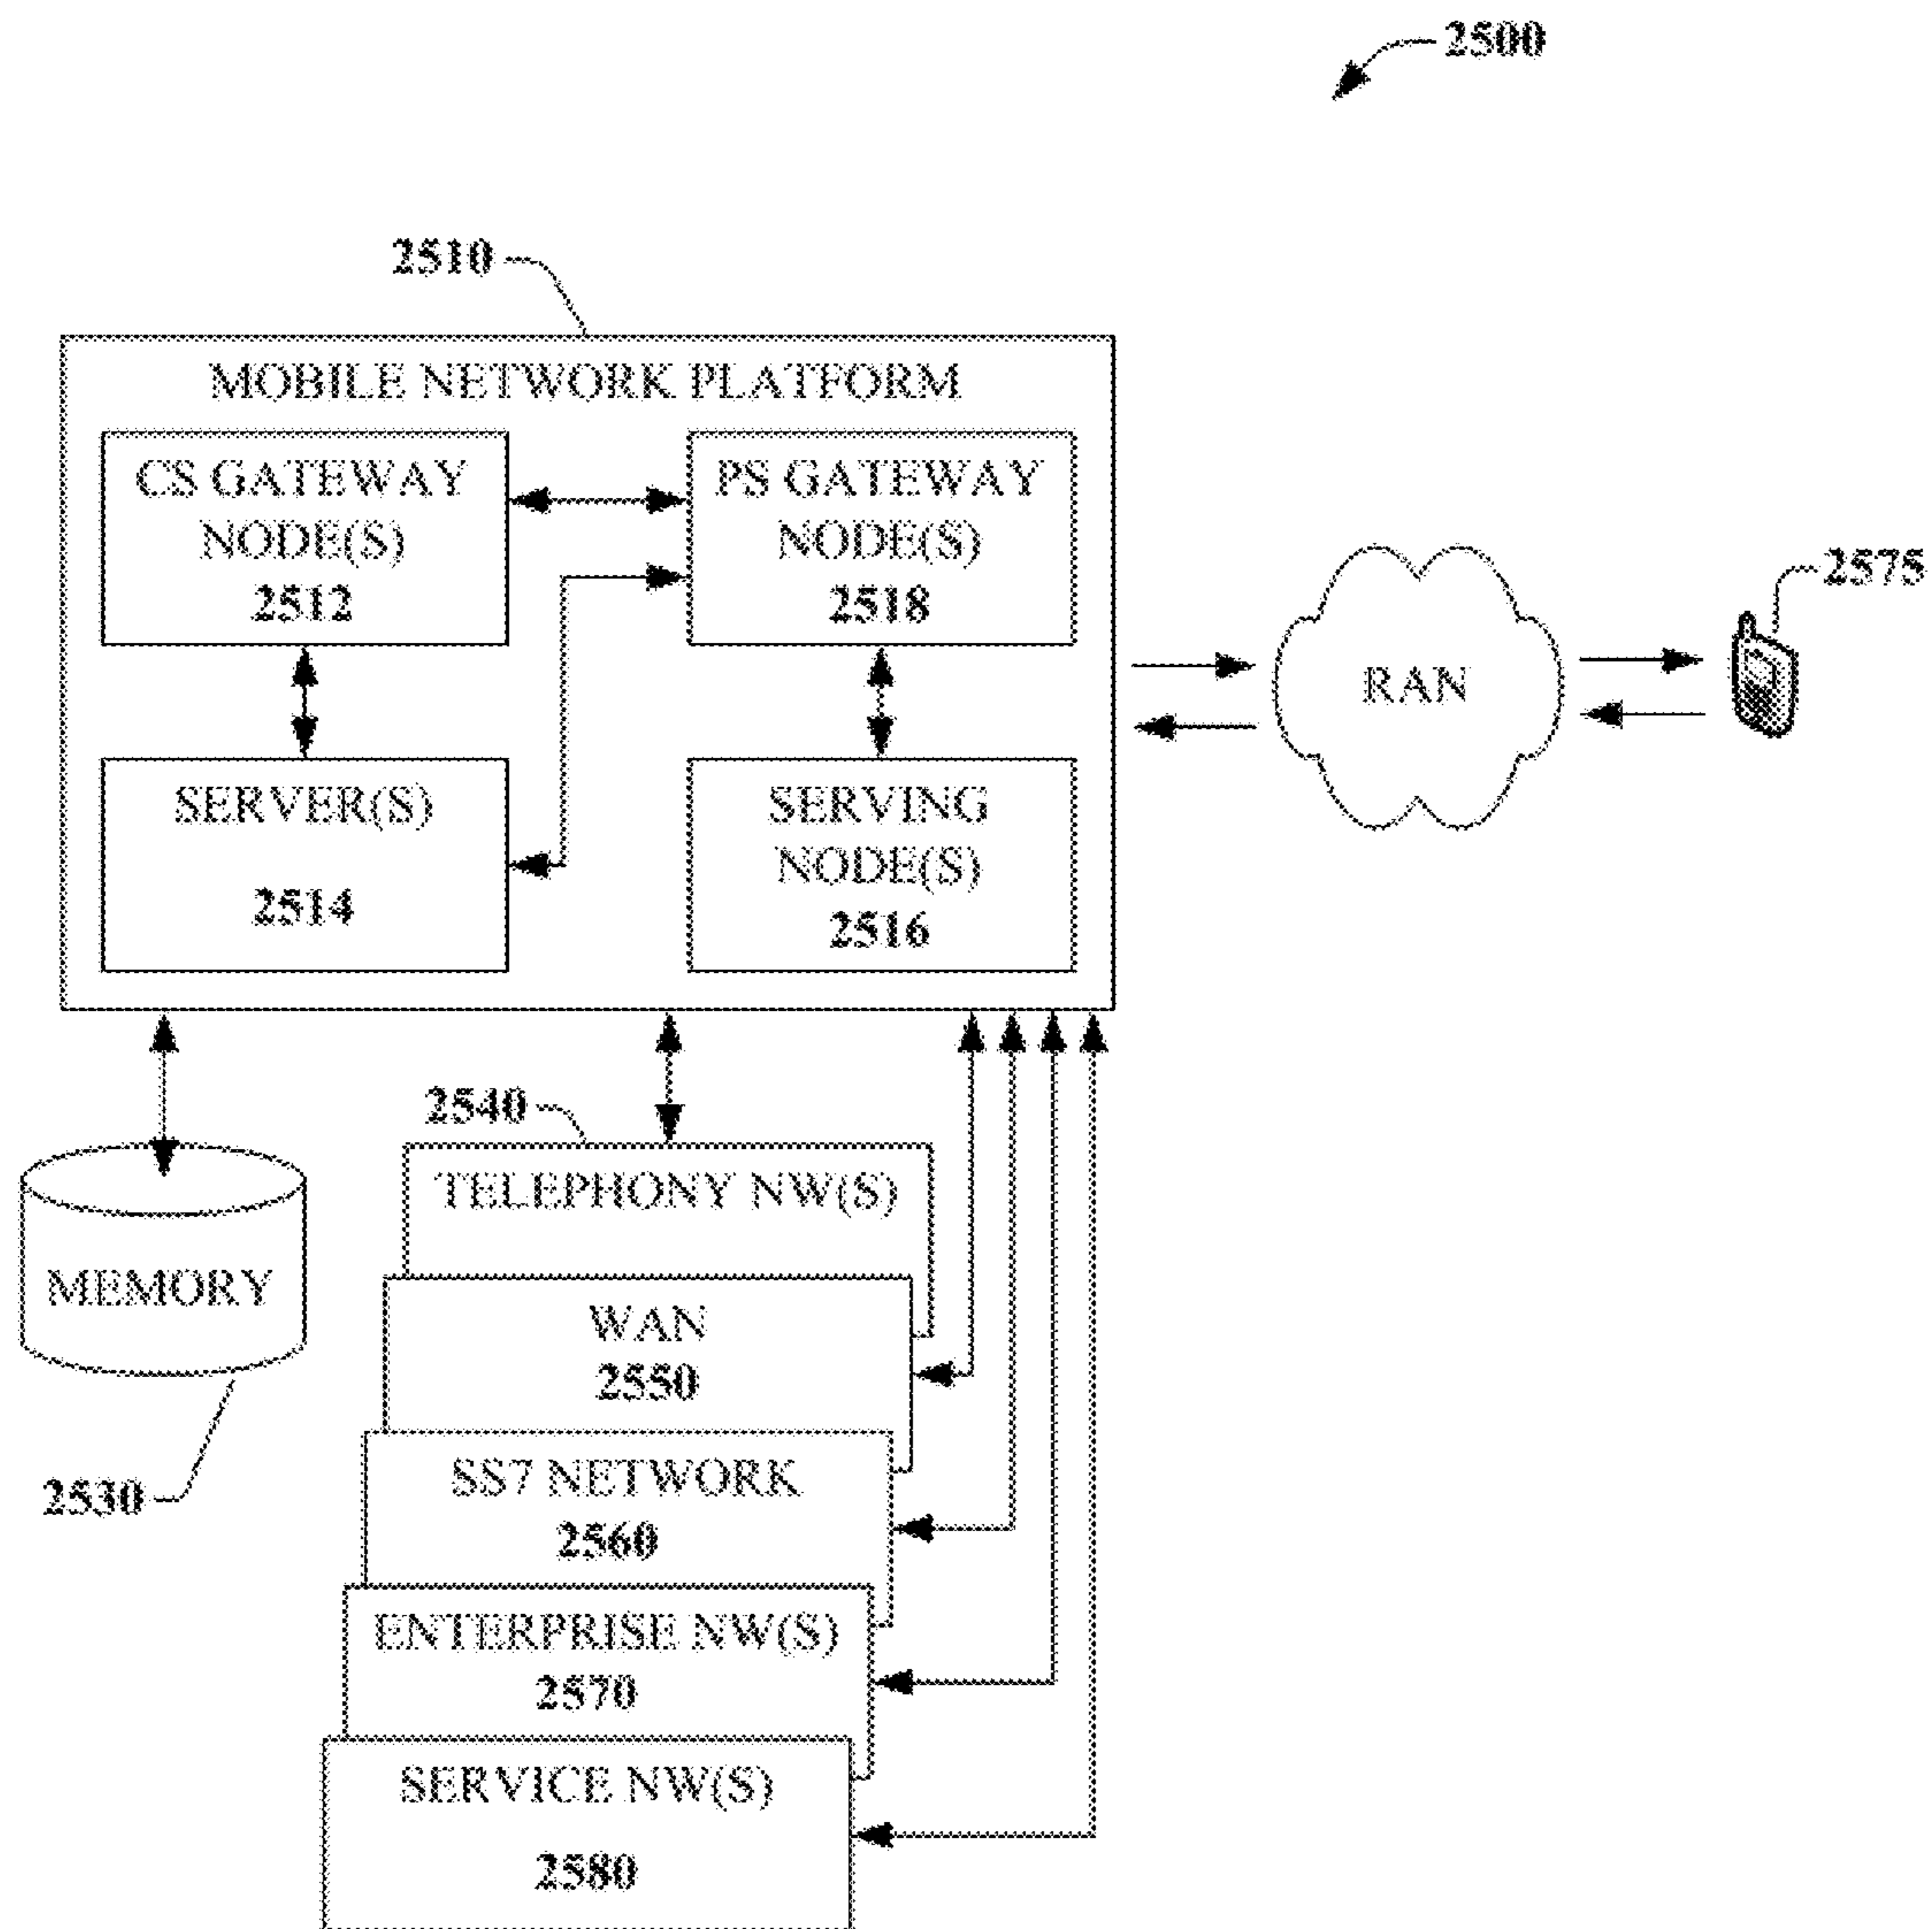 2500
2510
MOBILE NETWORK PLATFORM
CS GATEWAY
NODE(S)
2512
PS GATEWAY
NODE(S)
2518
SERVER(S)
2514
SERVING
NODE(S)
2516
RAN
2575
2540
TELEPHONY NW(S)
MEMORY
2530
WAN
2550
SS7 NETWORK
2560
ENTERPRISE NW(S)
2570
SERVICE NW(S)
2580